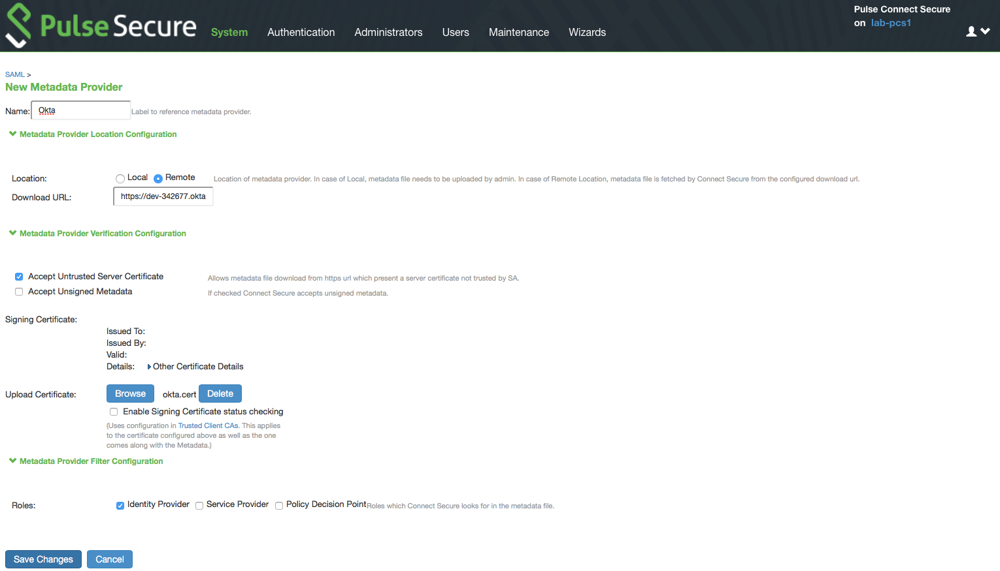 Pulse Secure
System Authentication Administrators Users Maintenance Wizards
Pulse Connect Secure
on lab-pcs1
SAML >
New Metadata Provider
Name: Okta Label to reference metadata provider.
Metadata Provider Location Configuration
Location: Local Remote Location of metadata provider. In case of Local, metadata file needs to be uploaded by admin. In case of Remote Location, metadata file is fetched by Connect Secure from the configured download url.
Download URL: https://dev-342677.okta
Metadata Provider Verification Configuration
Accept Untrusted Server Certificate Allows metadata file download from https url which present a server certificate not trusted by SA.
Accept Unsigned Metadata If checked Connect Secure accepts unsigned metadata.
Signing Certificate:
Issued To:
Issued By:
Valid:
Details: Other Certificate Details
Upload Certificate: Browse okta.cert Delete
Enable Signing Certificate status checking
(Uses configuration in Trusted Client CAs. This applies
to the certificate configured above as well as the one
comes along with the Metadata.)
Metadata Provider Filter Configuration
Roles: Identity Provider Service Provider Policy Decision Point Roles which Connect Secure looks for in the metadata file.
Save Changes Cancel